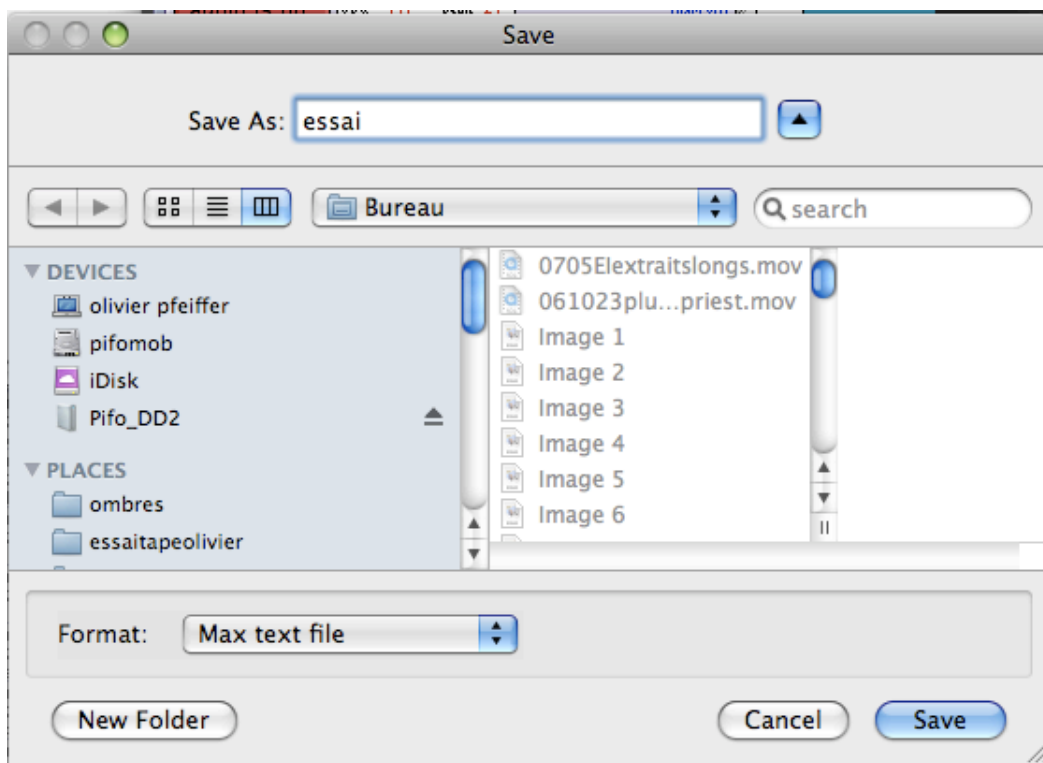 Save
Save As: essai
Bureau
search
DEVICES
olivier pfeiffer
pifomob
iDisk
Pifo_DD2
PLACES
ombres
essaitapeolivier
0705Elextraitslongs.mov
061023plu...priest.mov
Image 1
Image 2
Image 3
Image 4
Image 5
Image 6
Format: Max text file
New Folder
Cancel
Save